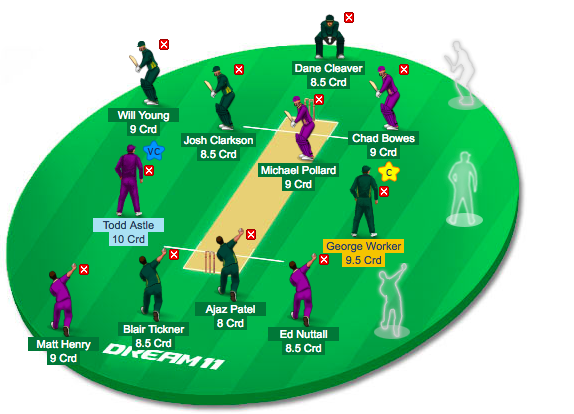 Dane Cleaver
8.5 Crd
Will Young
9 Crd
Josh Clarkson
8.5 Crd
Chad Bowes
9 Crd
Michael Pollard
9 Crd
VC
Todd Astle
10 Crd
C
George Worker
9.5 Crd
Ajaz Patel
8 Crd
Blair Tickner
8.5 Crd
Ed Nuttall
8.5 Crd
Matt Henry
9 Crd
DREAM11